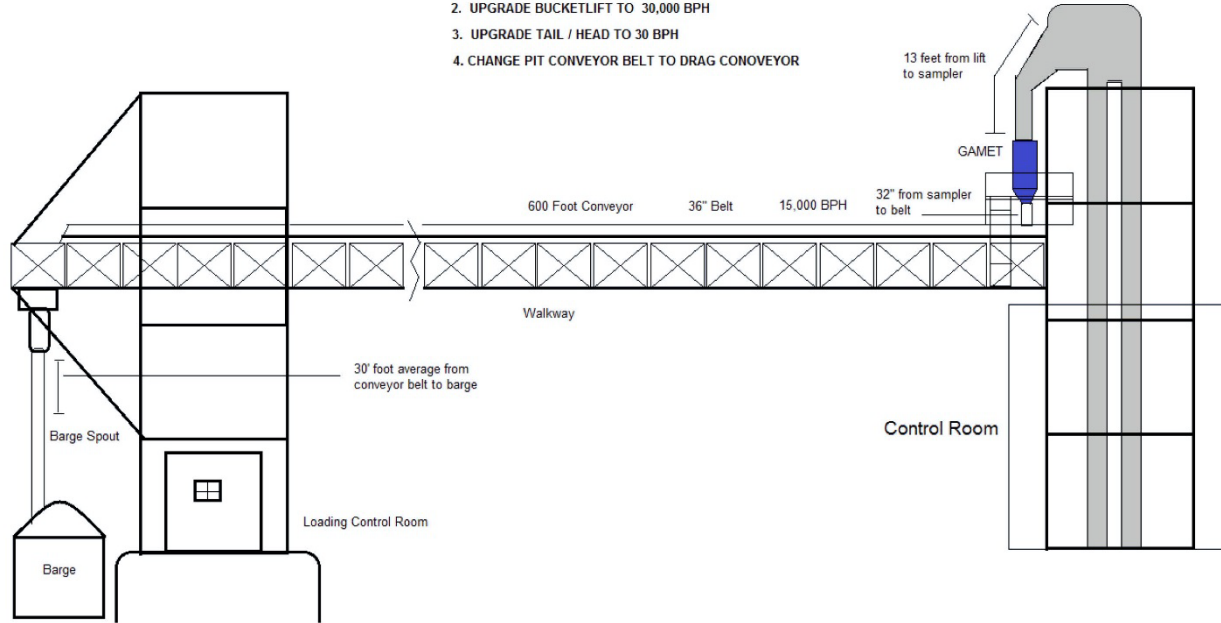 2. UPGRADE BUCKETLIFT TO 30,000 BPH
3. UPGRADE TAIL / HEAD TO 30 BPH
4. CHANGE PIT CONVEYOR BELT TO DRAG CONOVEYOR
13 feet from lift
to sampler
GAMET
32" from sampler
to belt
600 Foot Conveyor
36" Belt
15,000 BPH
Walkway
30' foot average from
conveyor belt to barge
Barge Spout
Control Room
Loading Control Room
Barge